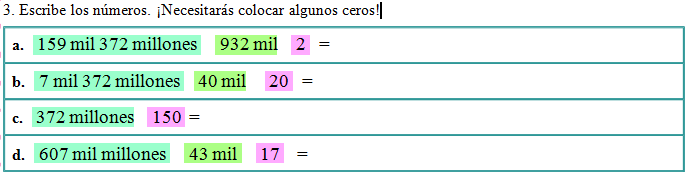 3. Escribe los números. ¡Necesitarás colocar algunos ceros!
a. 159 mil 372 millones 932 mil 2 =
b. 7 mil 372 millones 40 mil 20 =
c. 372 millones 150 =
d. 607 mil millones 43 mil 17 =